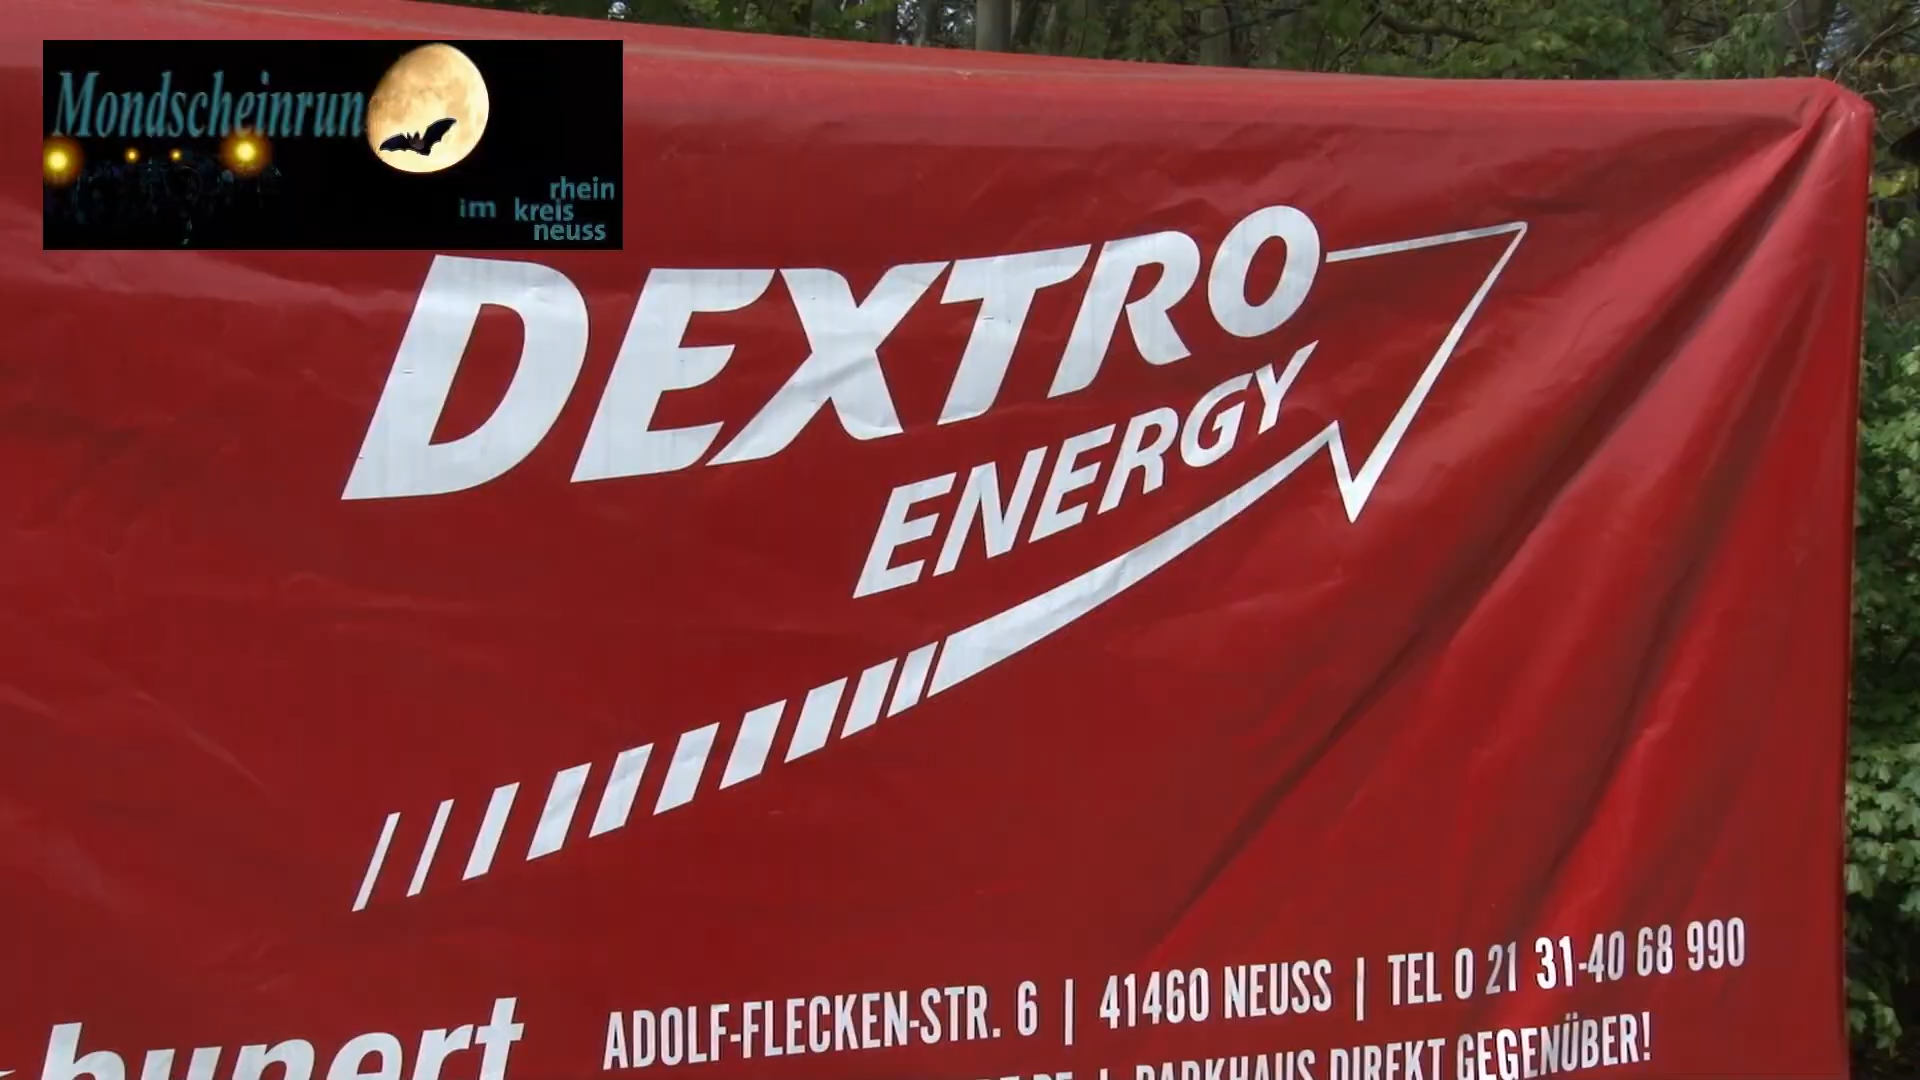 Mondscheinrun
im rhein
kreis
neuss
DEXTRO
ENERGY
ADOLF-FLECKEN-STR. 6 | 41460 NEUSS | TEL 0 21 31-40 68 990
PARKHAUS DIREKT GEGENÜBER!